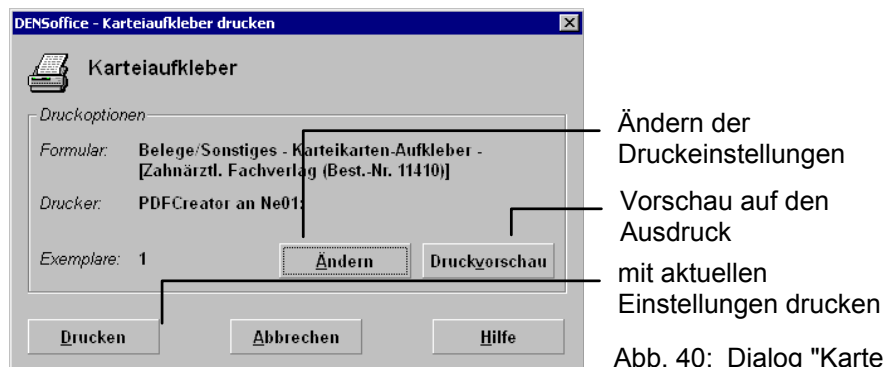 DENSoffice - Karteiaufkleber drucken
Karteiaufkleber
Druckoptionen
Formular: Belege/Sonstiges - Karteikarten-Aufkleber -
[Zahnärztl. Fachverlag (Best.-Nr. 11410)]
Drucker: PDFCreator an Ne01:
Exemplare: 1
Ändern
Druckvorschau
Drucken
Abbrechen
Hilfe
Ändern der
Druckeinstellungen
Vorschau auf den
Ausdruck
mit aktuellen
Einstellungen drucken
Abb. 40: Dialog "Karte